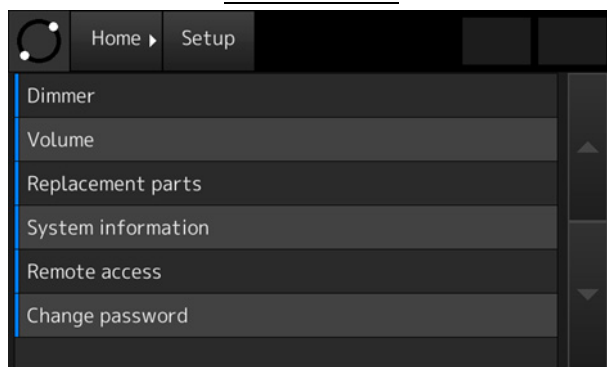 Home Setup
Dimmer
Volume
Replacement parts
System information
Remote access
Change password